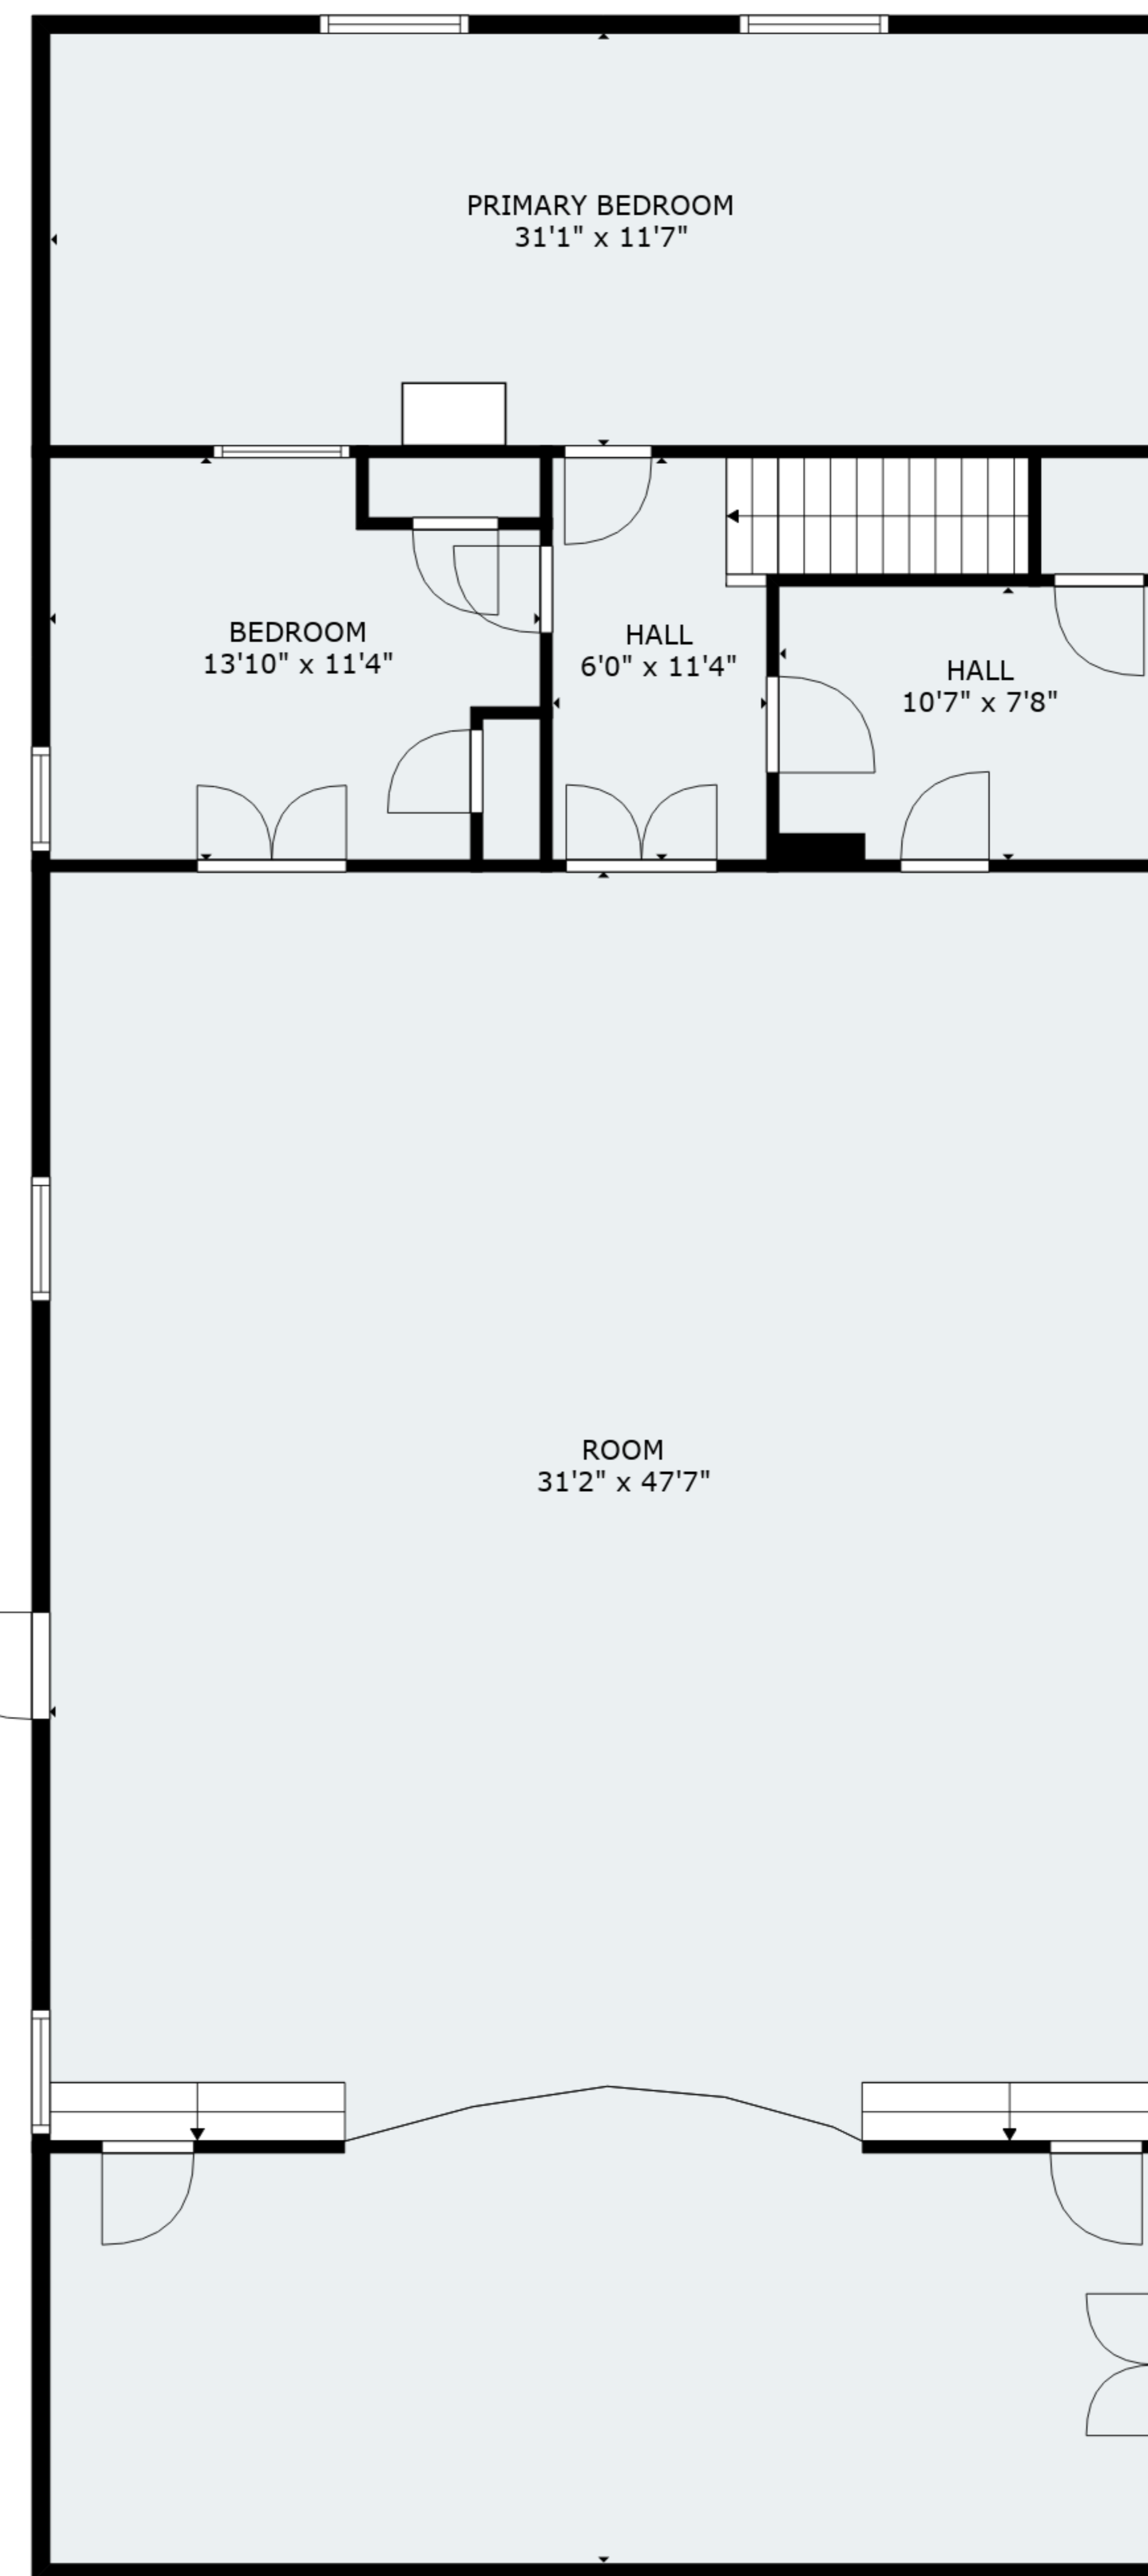 PRIMARY BEDROOM
31'1" x 11'7"
BEDROOM
13'10" x 11'4"
HALL
6'0" x 11'4"
HALL
10'7" x 7'8"
ROOM
31'2" x 47'7"